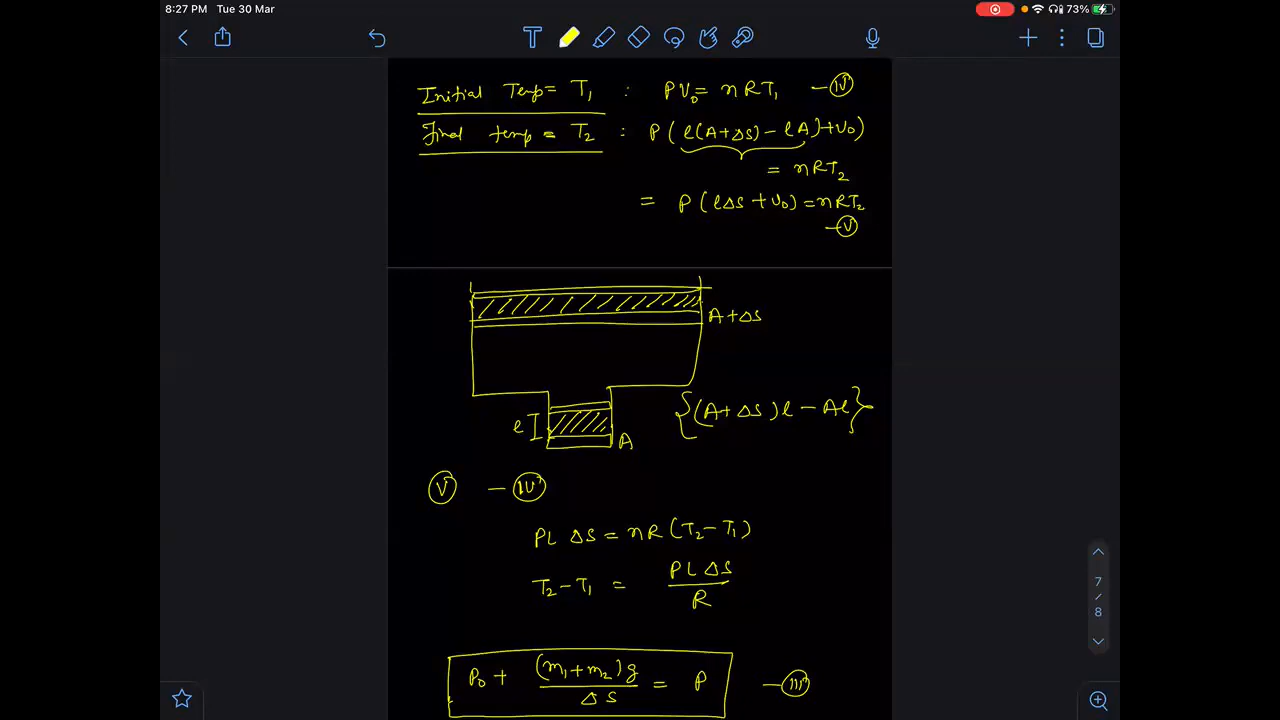 8:27 PM Tue 30 Mar
73%
Initial Temp = T₁ : PV₀ = nRT₁ — IV
Final temp = T₂ : P(l(A+ΔS) – lA) + V₀)
= nRT₂
= P(lΔS + V₀) = nRT₂
— V
A + ΔS
{(A + ΔS)l – Al}
l
A
V — IV
PL ΔS = nR(T₂ – T₁)
T₂ – T₁ = PLΔS / R
P₀ + (m₁ + m₂)g / ΔS = P — III
7
/
8